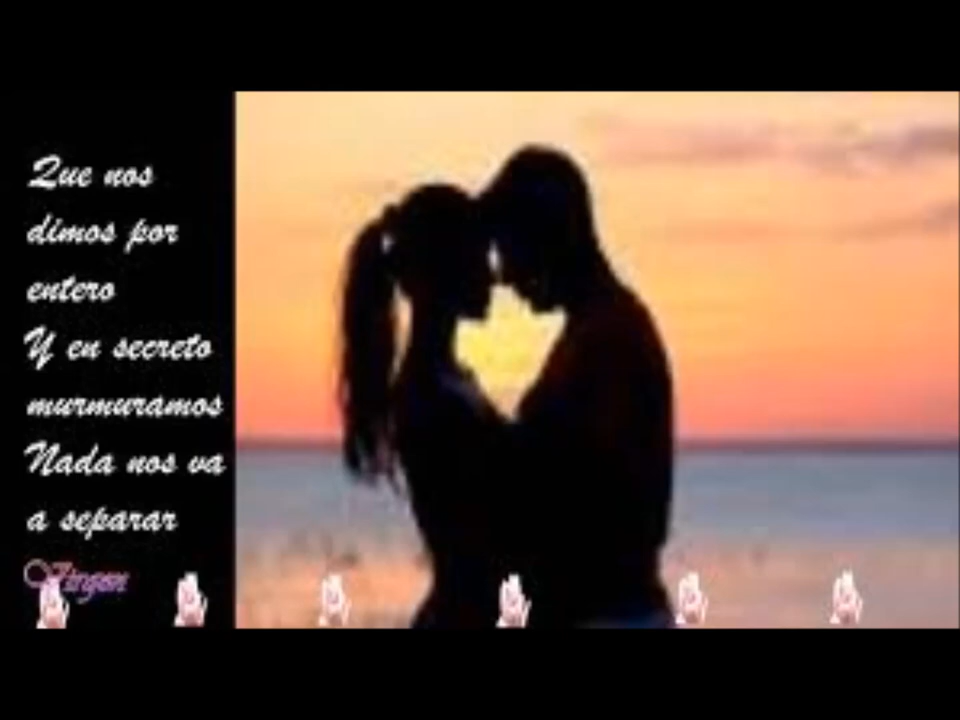 Que nos
dimos por
entero
Y en secreto
murmuramos
Nada nos va
a separar